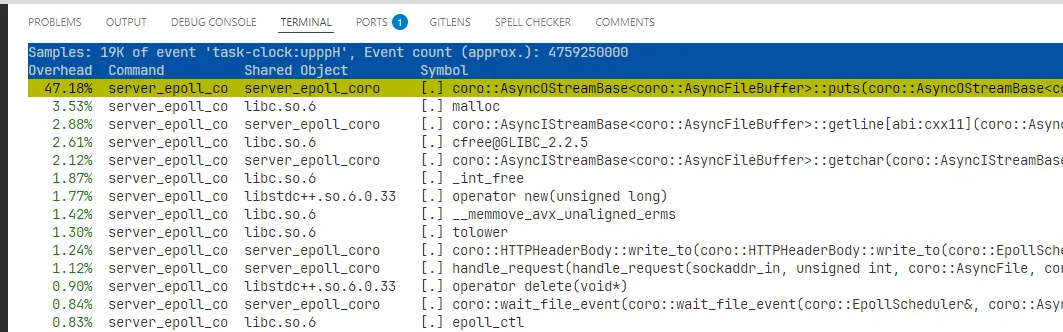 PROBLEMS OUTPUT DEBUG CONSOLE TERMINAL PORTS 1 GITLENS SPELL CHECKER COMMENTS
Samples: 19K of event 'task-clock:upppH', Event count (approx.): 4759250000
Overhead Command Shared Object Symbol
47.18% server_epoll_co server_epoll_coro [.] coro::AsyncOStreamBase<coro::AsyncFileBuffer>::puts(coro::AsyncOStreamBase<co
3.53% server_epoll_co libc.so.6 [.] malloc
2.88% server_epoll_co server_epoll_coro [.] coro::AsyncIStreamBase<coro::AsyncFileBuffer>::getline[abi:cxx11](coro::Asyn
2.61% server_epoll_co libc.so.6 [.] cfree@GLIBC_2.2.5
2.12% server_epoll_co server_epoll_coro [.] coro::AsyncIStreamBase<coro::AsyncFileBuffer>::getchar(coro::AsyncIStreamBase
1.87% server_epoll_co libc.so.6 [.] _int_free
1.77% server_epoll_co libstdc++.so.6.0.33 [.] operator new(unsigned long)
1.42% server_epoll_co libc.so.6 [.] __memmove_avx_unaligned_erms
1.30% server_epoll_co libc.so.6 [.] tolower
1.24% server_epoll_co server_epoll_coro [.] coro::HTTPHeaderBody::write_to(coro::HTTPHeaderBody::write_to(coro::EpollSche
1.12% server_epoll_co server_epoll_coro [.] handle_request(handle_request(sockaddr_in, unsigned int, coro::AsyncFile, co
0.90% server_epoll_co libstdc++.so.6.0.33 [.] operator delete(void*)
0.84% server_epoll_co server_epoll_coro [.] coro::wait_file_event(coro::wait_file_event(coro::EpollScheduler&, coro::Asy
0.83% server_epoll_co libc.so.6 [.] epoll_ctl